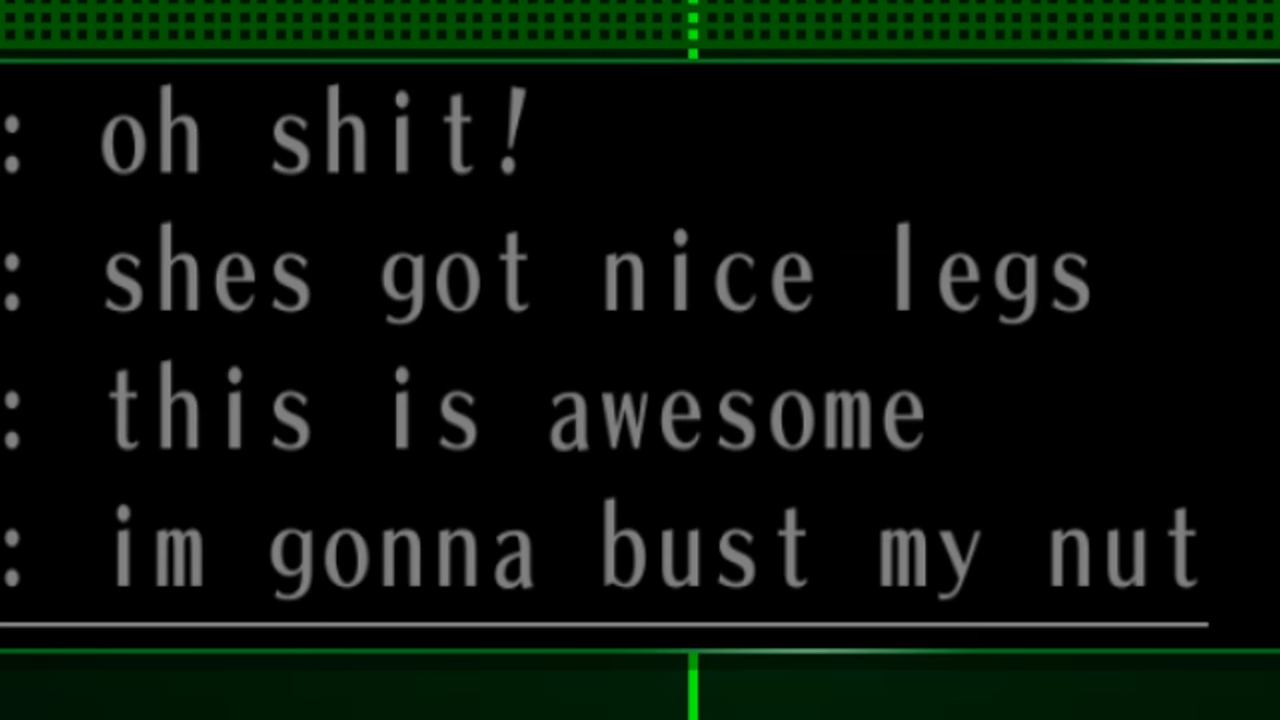 : oh shit!
: shes got nice legs
: this is awesome
: im gonna bust my nut